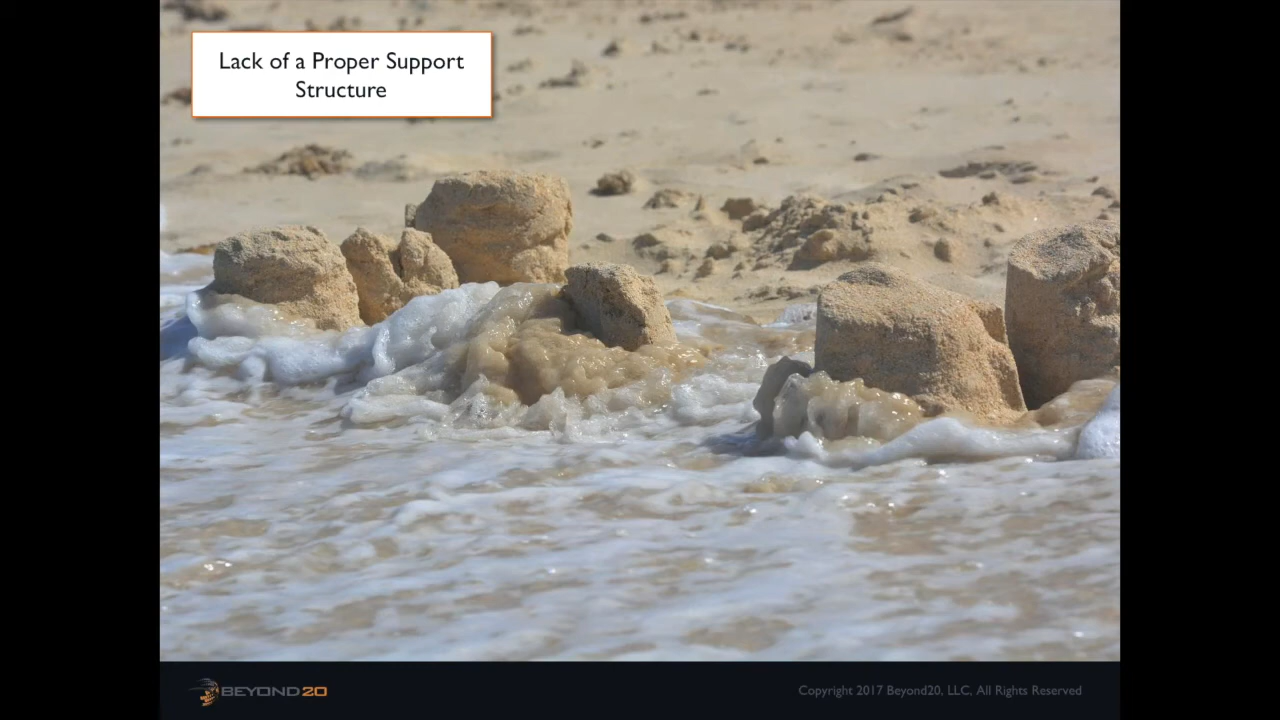 Lack of a Proper Support
Structure
BEYOND20
Copyright 2017 Beyond20, LLC, All Rights Reserved